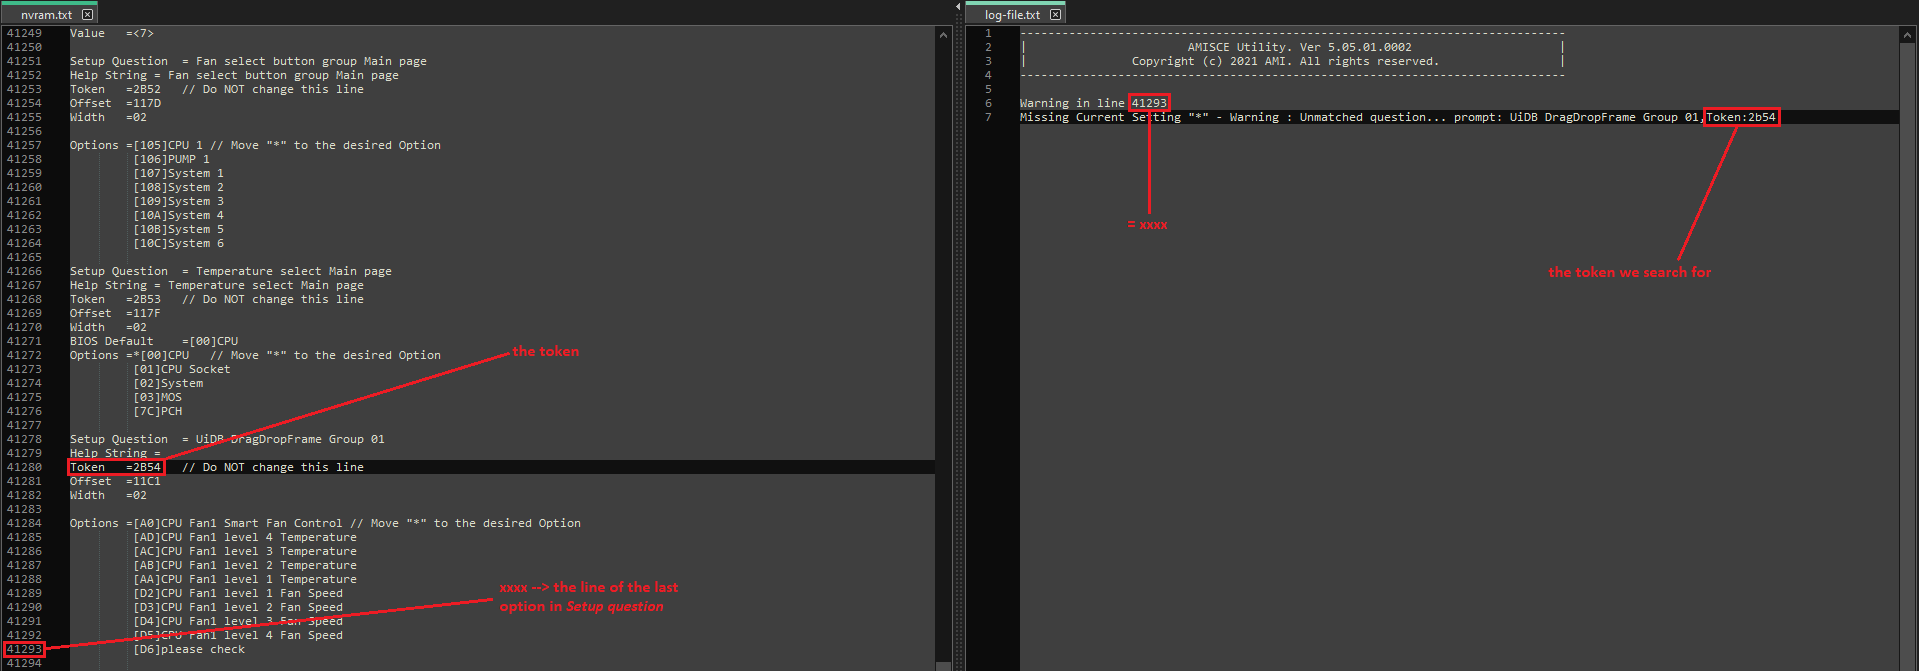 nvram.txt
41249 Value =<7>
41250
41251 Setup Question = Fan select button group Main page
41252 Help String = Fan select button group Main page
41253 Token =2B52 // Do NOT change this line
41254 Offset =117D
41255 Width =02
41256
41257 Options =[105]CPU 1 // Move "*" to the desired Option
41258 [106]PUMP 1
41259 [107]System 1
41260 [108]System 2
41261 [109]System 3
41262 [10A]System 4
41263 [10B]System 5
41264 [10C]System 6
41265
41266 Setup Question = Temperature select Main page
41267 Help String = Temperature select Main page
41268 Token =2B53 // Do NOT change this line
41269 Offset =117F
41270 Width =02
41271 BIOS Default =[00]CPU
41272 Options =*[00]CPU // Move "*" to the desired Option
41273 [01]CPU Socket
41274 [02]System
41275 [03]MOS
41276 [7C]PCH
41277
41278 Setup Question = UiDB DragDropFrame Group 01
41279 Help String =
41280 Token =2B54 // Do NOT change this line
41281 Offset =11C1
41282 Width =02
41283
41284 Options =[A0]CPU Fan1 Smart Fan Control // Move "*" to the desired Option
41285 [AD]CPU Fan1 level 4 Temperature
41286 [AC]CPU Fan1 level 3 Temperature
41287 [AB]CPU Fan1 level 2 Temperature
41288 [AA]CPU Fan1 level 1 Temperature
41289 [D2]CPU Fan1 level 1 Fan Speed
41290 [D3]CPU Fan1 level 2 Fan Speed
41291 [D4]CPU Fan1 level 3 Fan Speed
41292 [D5]CPU Fan1 level 4 Fan Speed
41293 [D6]please check
41294
the token
xxxx --> the line of the last
option in Setup question
log-file.txt
1 ------------------------------------------------------------------------------
2 | AMISCE Utility. Ver 5.05.01.0002 |
3 | Copyright (c) 2021 AMI. All rights reserved. |
4 ------------------------------------------------------------------------------
5
6 Warning in line 41293
7 Missing Current Setting "*" - Warning : Unmatched question... prompt: UiDB DragDropFrame Group 01, Token:2b54
= xxxx
the token we search for